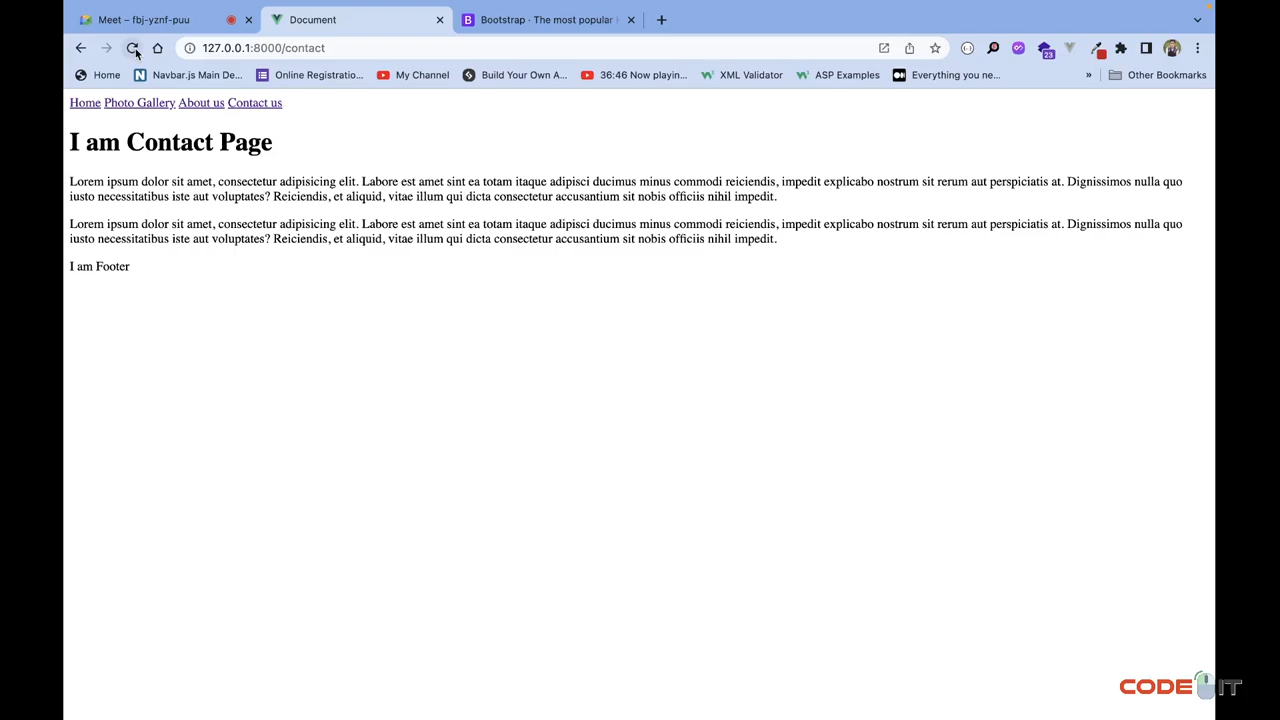 Meet – fbj-yznf-puu
Document
Bootstrap · The most popular
127.0.0.1:8000/contact
23
Home
Navbar.js Main De...
Online Registratio...
My Channel
Build Your Own A...
36:46 Now playin...
XML Validator
ASP Examples
Everything you ne...
»
Other Bookmarks
Home Photo Gallery About us Contact us
I am Contact Page
Lorem ipsum dolor sit amet, consectetur adipisicing elit. Labore est amet sint ea totam itaque adipisci ducimus minus commodi reiciendis, impedit explicabo nostrum sit rerum aut perspiciatis at. Dignissimos nulla quo
iusto necessitatibus iste aut voluptates? Reiciendis, et aliquid, vitae illum qui dicta consectetur accusantium sit nobis officiis nihil impedit.
Lorem ipsum dolor sit amet, consectetur adipisicing elit. Labore est amet sint ea totam itaque adipisci ducimus minus commodi reiciendis, impedit explicabo nostrum sit rerum aut perspiciatis at. Dignissimos nulla quo
iusto necessitatibus iste aut voluptates? Reiciendis, et aliquid, vitae illum qui dicta consectetur accusantium sit nobis officiis nihil impedit.
I am Footer
CODE IT